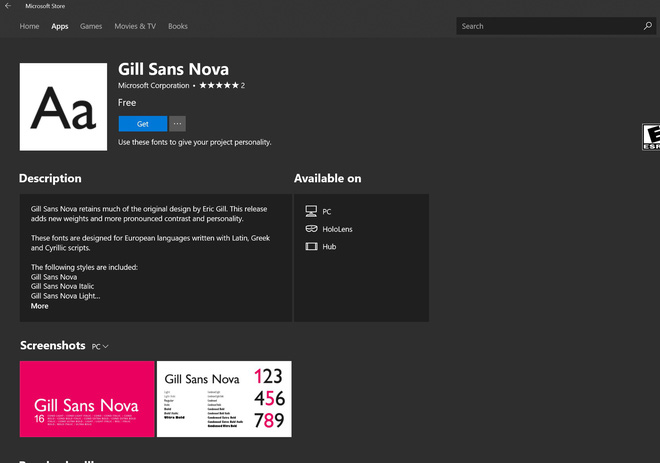 Microsoft Store
Home Apps Games Movies & TV Books
Search
Aa
Gill Sans Nova
Microsoft Corporation • ★★★★★ 2
Free
Get ...
Use these fonts to give your project personality.
E
ESR
Description
Gill Sans Nova retains much of the original design by Eric Gill. This release
adds new weights and more pronounced contrast and personality.
These fonts are designed for European languages written with Latin, Greek
and Cyrillic scripts.
The following styles are included:
Gill Sans Nova
Gill Sans Nova Italic
Gill Sans Nova Light...
More
Available on
PC
HoloLens
Hub
Screenshots PC
Gill Sans Nova
16
Gill Sans Nova
123
456
789
Ultra Bold